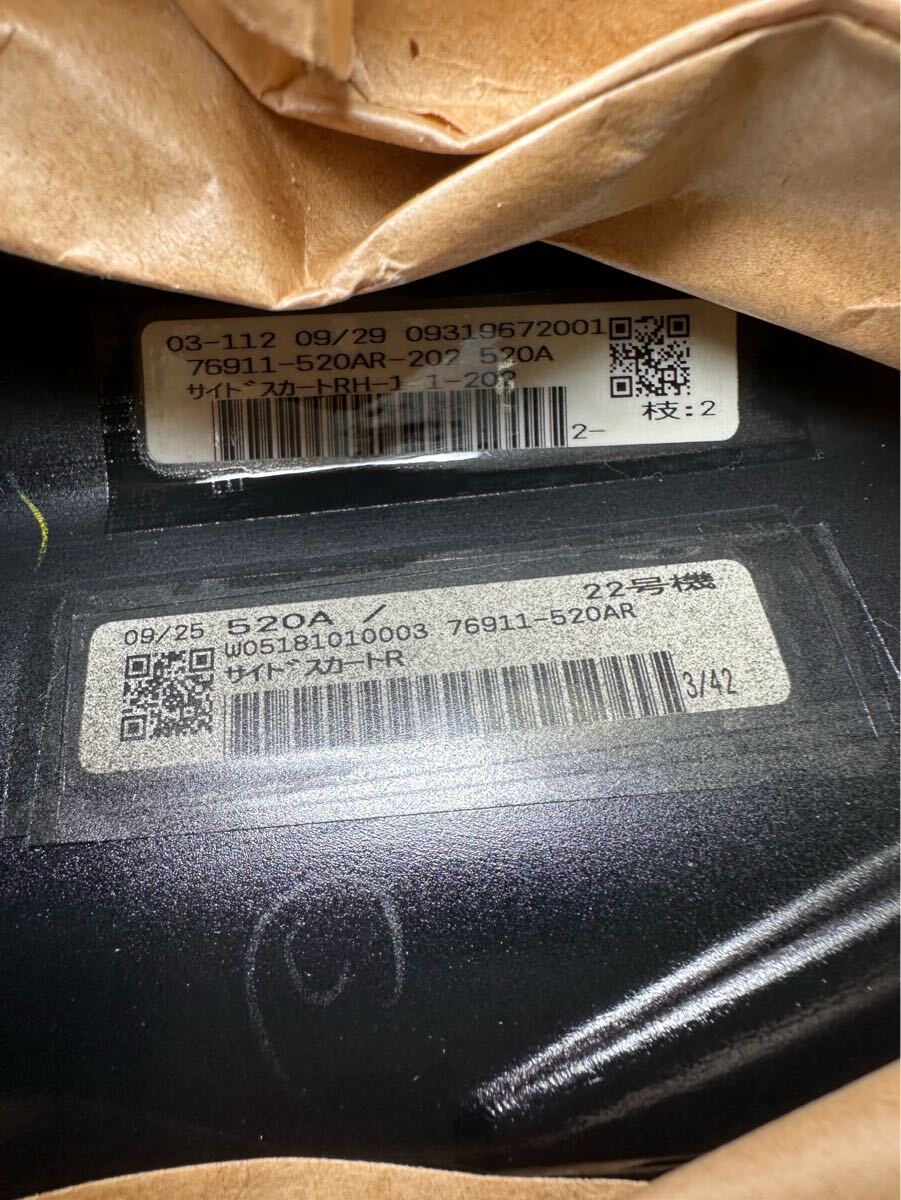 03-112 09/29 09319672001
76911-520AR-202 520A
サイドスカートRH-1 1-202
2-
枝:2
22号機
09/25 520A /
W05181010003 76911-520AR
サイドスカートR
3/42